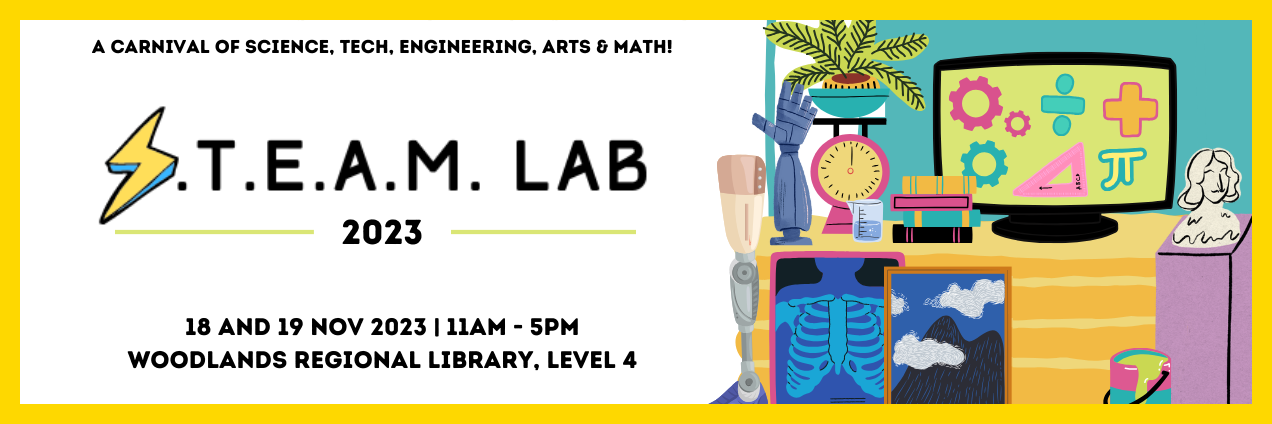 A CARNIVAL OF SCIENCE, TECH, ENGINEERING, ARTS & MATH!
S.T.E.A.M. LAB
2023
18 AND 19 NOV 2023 | 11AM - 5PM
WOODLANDS REGIONAL LIBRARY, LEVEL 4
π